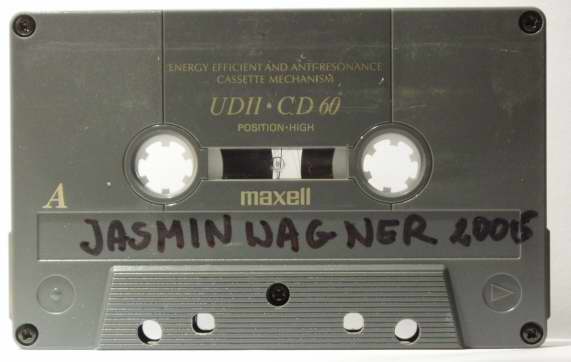 ENERGY EFFICIENT AND ANTI-RESONANCE
CASSETTE MECHANISM
UDII • CD 60
POSITION•HIGH
maxell
A
JASMIN WAGNER 2005